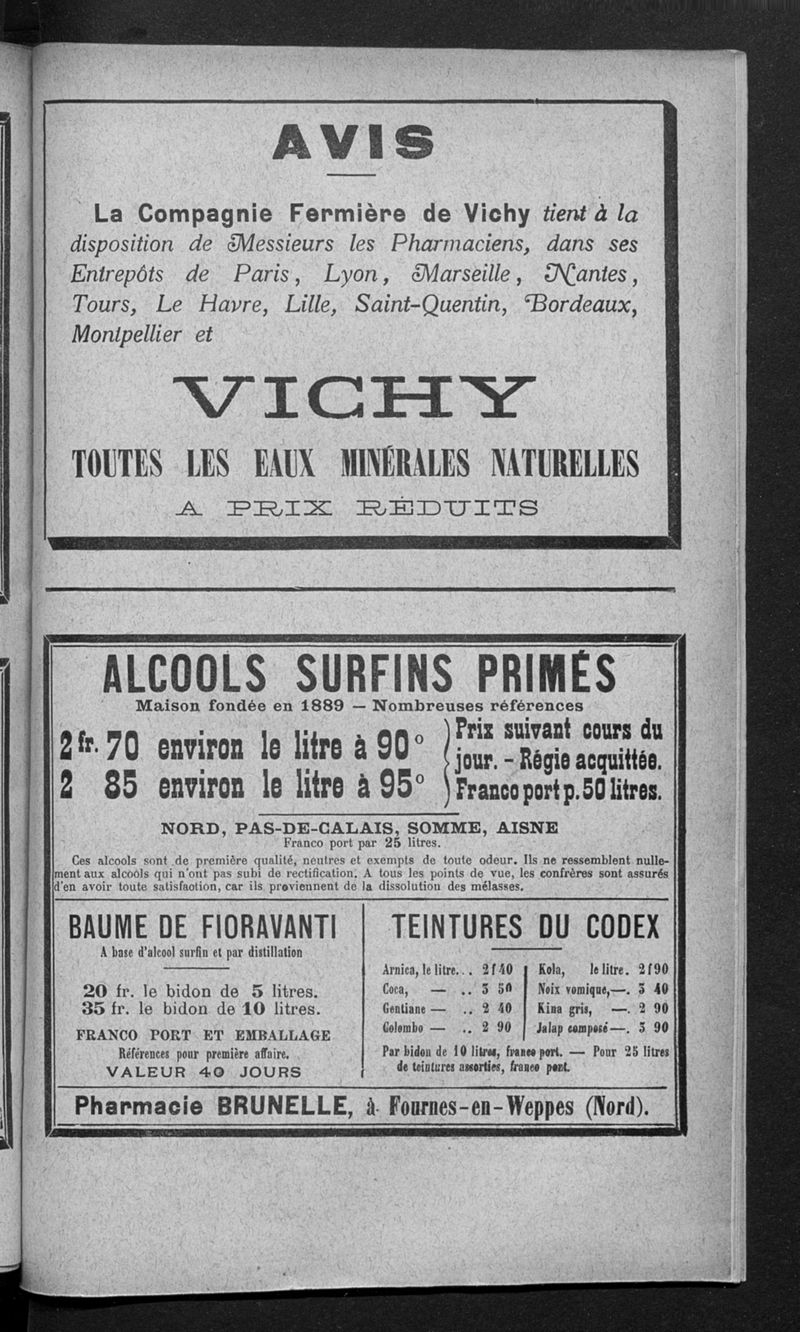 AVIS
La Compagnie Fermière de Vichy tient à la
disposition de Messieurs les Pharmaciens, dans ses
Entrepôts de Paris, Lyon, Marseille, Nantes,
Tours, Le Havre, Lille, Saint-Quentin, Bordeaux,
Montpellier et
VICHY
TOUTES LES EAUX MINÉRALES NATURELLES
A PRIX RÉDUITS
ALCOOLS SURFINS PRIMÉS
Maison fondée en 1889 — Nombreuses références
2 fr. 70 environ le litre à 90°
2 85 environ le litre à 95°
Prix suivant cours du
jour. - Régie acquittée.
Franco port p. 50 litres.
NORD, PAS-DE-CALAIS, SOMME, AISNE
Franco port par 25 litres.
Ces alcools sont de première qualité, neutres et exempts de toute odeur. Ils ne ressemblent nulle-
ment aux alcools qui n'ont pas subi de rectification. A tous les points de vue, les confrères sont assurés
d'en avoir toute satisfaction, car ils proviennent de la dissolution des mélasses.
BAUME DE FIORAVANTI
A base d'alcool surfin et par distillation
20 fr. le bidon de 5 litres.
35 fr. le bidon de 10 litres.
FRANCO PORT ET EMBALLAGE
Références pour première affaire.
VALEUR 40 JOURS
TEINTURES DU CODEX
Arnica, le litre... 2f40
Coca, — .. 3 50
Gentiane — .. 2 40
Colombo — .. 2 90
Kola, le litre. 2f90
Noix vomique, —. 3 40
Kina gris, —. 2 90
Jalap composé —. 3 90
Par bidon de 10 litres, franco port. — Pour 25 litres
de teintures assorties, franco port.
Pharmacie BRUNELLE, à Fournes-en-Weppes (Nord).